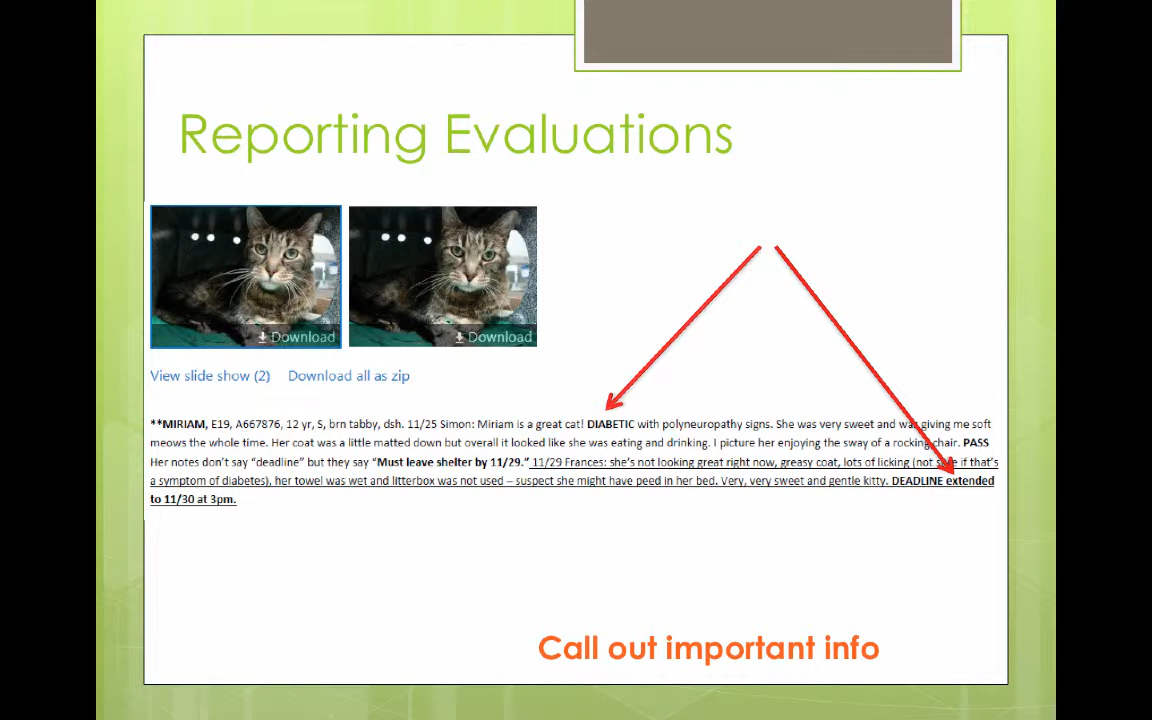 Reporting Evaluations
Download Download
View slide show (2) Download all as zip
**MIRIAM, E19, A667876, 12 yr, S, brn tabby, dsh. 11/25 Simon: Miriam is a great cat! DIABETIC with polyneuropathy signs. She was very sweet and was giving me soft
meows the whole time. Her coat was a little matted down but overall it looked like she was eating and drinking. I picture her enjoying the sway of a rocking chair. PASS
Her notes don't say “deadline” but they say “Must leave shelter by 11/29.” 11/29 Frances: she's not looking great right now, greasy coat, lots of licking (not sure if that's
a symptom of diabetes), her towel was wet and litterbox was not used – suspect she might have peed in her bed. Very, very sweet and gentle kitty. DEADLINE extended
to 11/30 at 3pm.
Call out important info